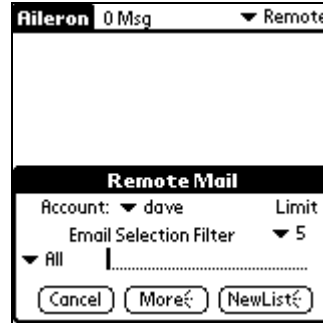 Aileron 0 Msg Remote
Remote Mail
Account: dave Limit
Email Selection Filter 5
All
Cancel More NewList